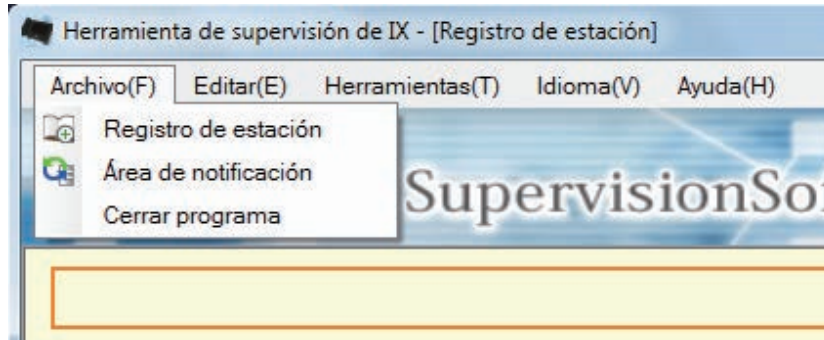 Herramienta de supervisión de IX - [Registro de estación]
Archivo(F) Editar(E) Herramientas(T) Idioma(V) Ayuda(H)
Registro de estación
Área de notificación
Cerrar programa
SupervisionSo